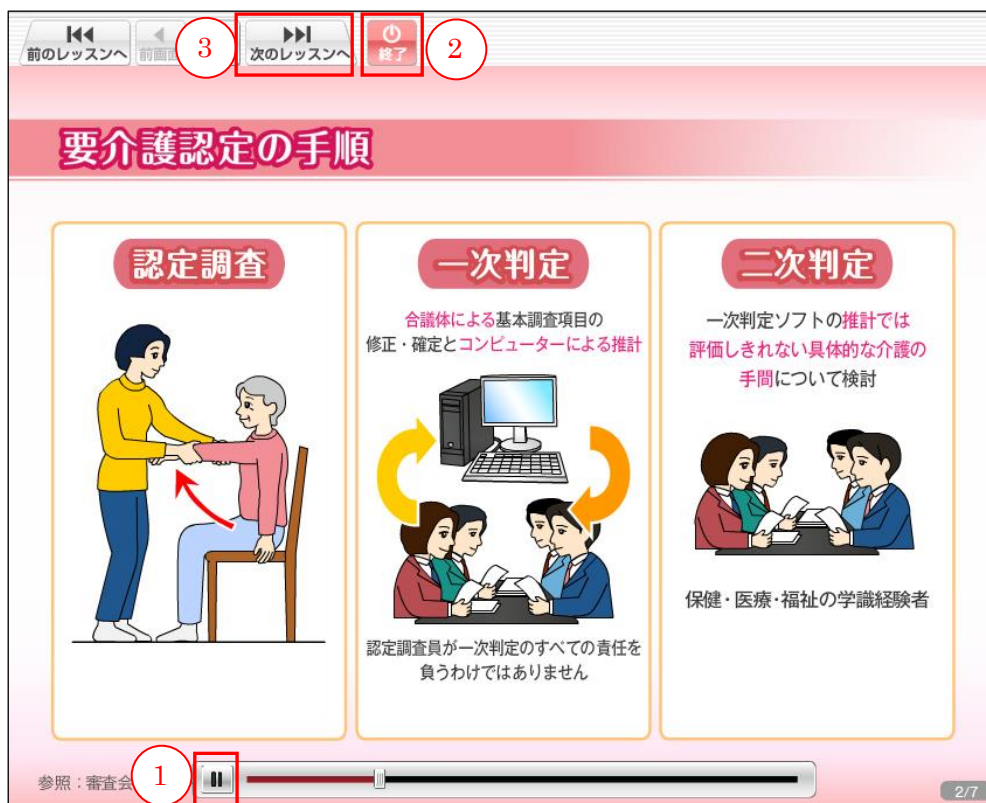 前のレッスンへ
前画面
次のレッスンへ
終了
3
2
要介護認定の手順
認定調査
一次判定
合議体による基本調査項目の
修正・確定とコンピューターによる推計
認定調査員が一次判定のすべての責任を
負うわけではありません
二次判定
一次判定ソフトの推計では
評価しきれない具体的な介護の
手間について検討
保健・医療・福祉の学識経験者
参照：審査会
1
2/7